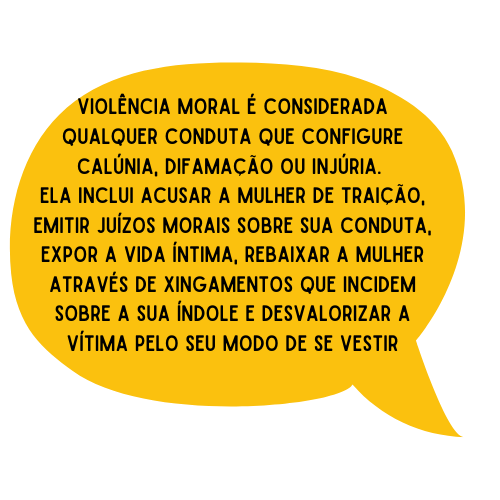 VIOLÊNCIA MORAL É CONSIDERADA
QUALQUER CONDUTA QUE CONFIGURE
CALÚNIA, DIFAMAÇÃO OU INJÚRIA.
ELA INCLUI ACUSAR A MULHER DE TRAIÇÃO,
EMITIR JUÍZOS MORAIS SOBRE SUA CONDUTA,
EXPOR A VIDA ÍNTIMA, REBAIXAR A MULHER
ATRAVÉS DE XINGAMENTOS QUE INCIDEM
SOBRE A SUA ÍNDOLE E DESVALORIZAR A
VÍTIMA PELO SEU MODO DE SE VESTIR